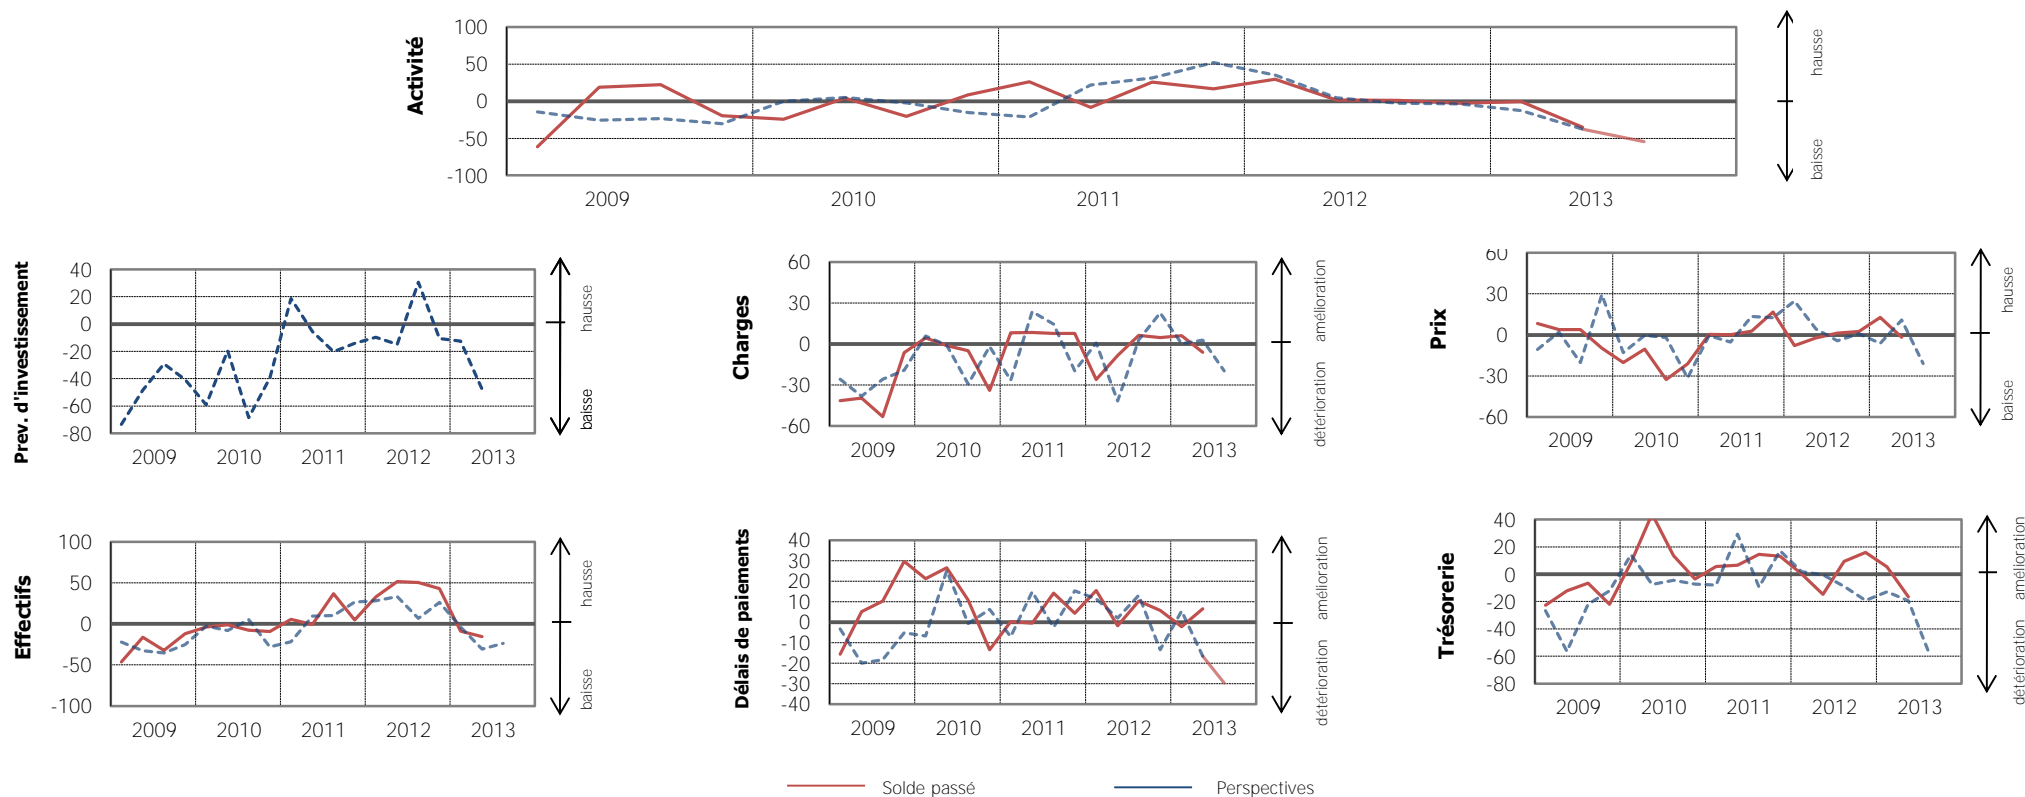 Activité
100
50
0
-50
-100
2009 2010 2011 2012 2013
hausse
baisse
Prev. d'investissement
40
20
0
-20
-40
-60
-80
2009 2010 2011 2012 2013
hausse
baisse
Charges
60
30
0
-30
-60
2009 2010 2011 2012 2013
amélioration
détérioration
Prix
60
30
0
-30
-60
2009 2010 2011 2012 2013
hausse
baisse
Effectifs
100
50
0
-50
-100
2009 2010 2011 2012 2013
hausse
baisse
Délais de paiements
40
30
20
10
0
-10
-20
-30
-40
2009 2010 2011 2012 2013
amélioration
détérioration
Trésorerie
40
20
0
-20
-40
-60
-80
2009 2010 2011 2012 2013
amélioration
détérioration
Solde passé Perspectives